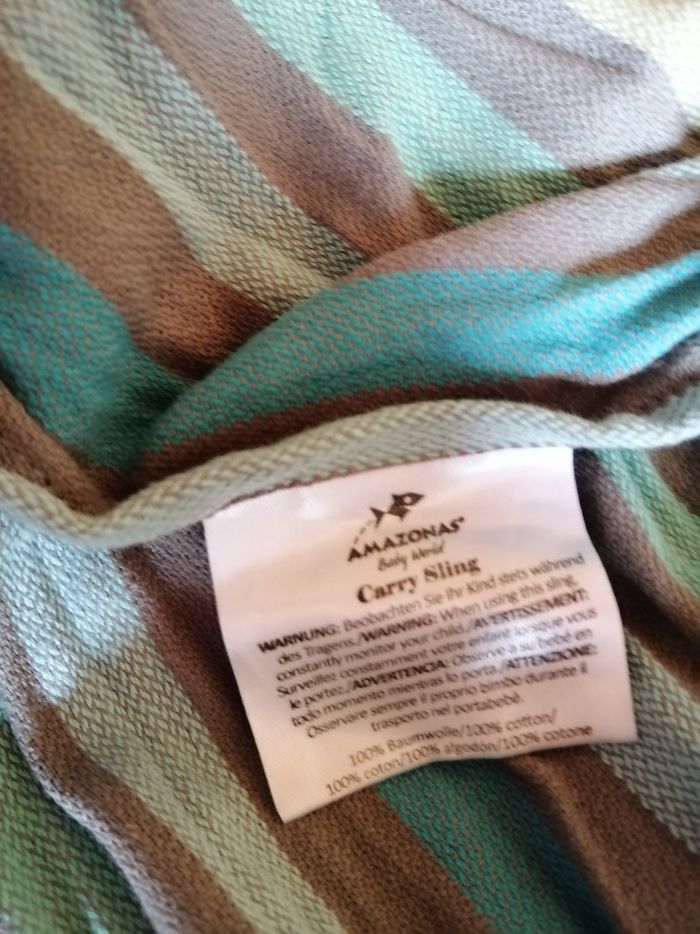 AMAZONAS®
Baby World
Carry Sling
WARNUNG: Beobachten Sie Ihr Kind stets während
des Tragens./WARNING: When using this sling,
constantly monitor your child./AVERTISSEMENT:
Surveillez constamment votre enfant lorsque vous
le portez./ADVERTENCIA: Observe a su bebé en
todo momento mientras lo porta./ATTENZIONE:
Osservare sempre il proprio bimbo durante il
trasporto nel portabebé.
100% Baumwolle/100% cotton/
100% coton/100% algodón/100% cotone